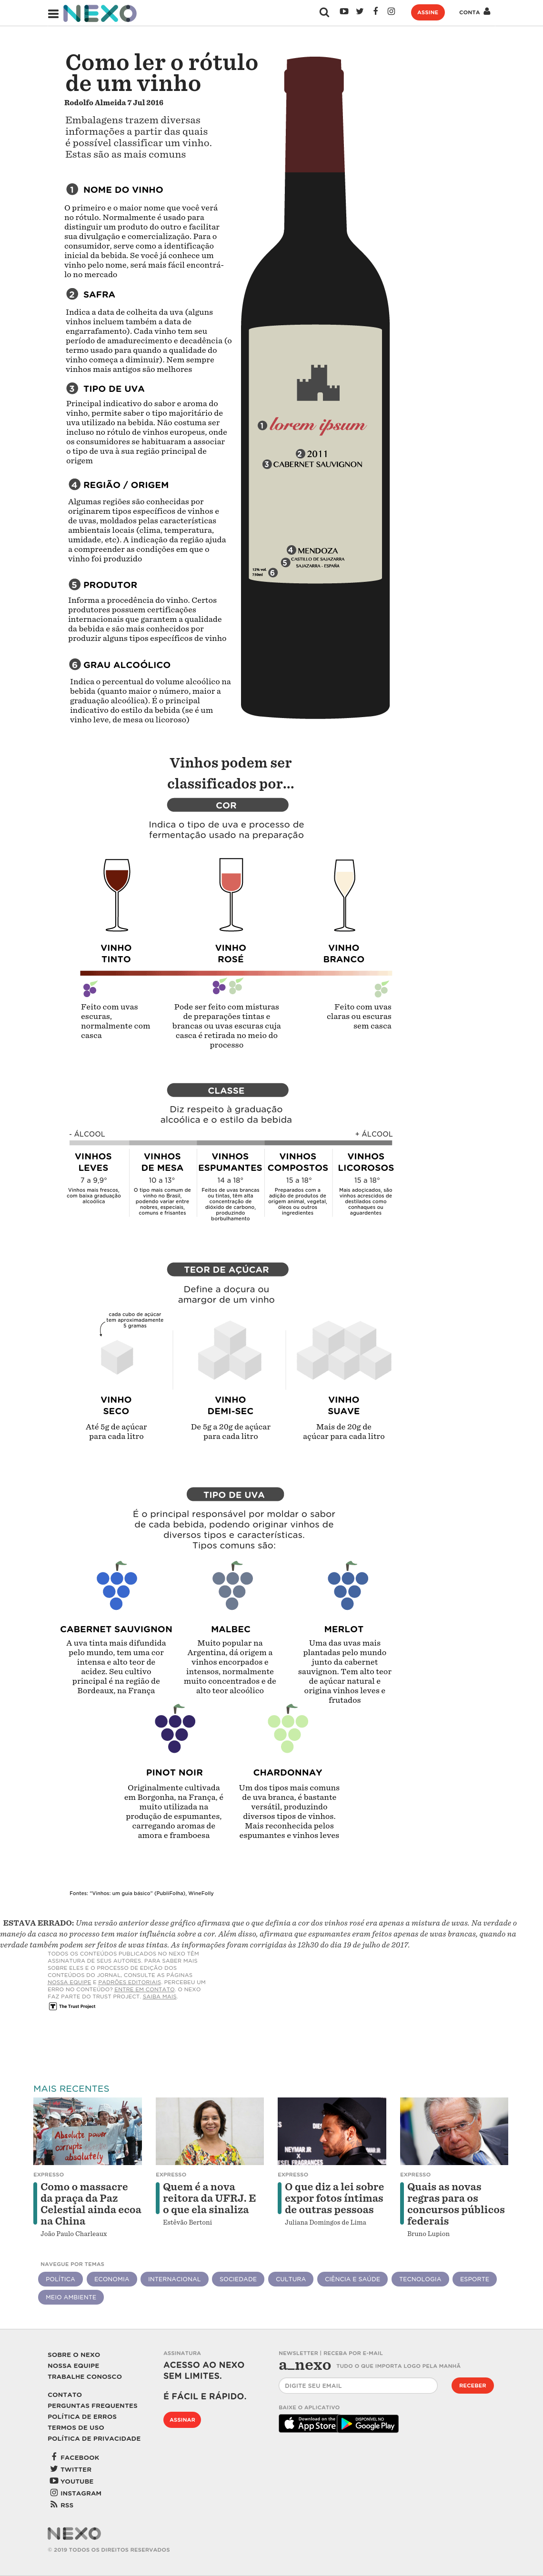 NEXO
ASSINE
CONTA
Como ler o rótulo
de um vinho
Rodolfo Almeida 7 Jul 2016
Embalagens trazem diversas
informações a partir das quais
é possível classificar um vinho.
Estas são as mais comuns
1 NOME DO VINHO
O primeiro e o maior nome que você verá
no rótulo. Normalmente é usado para
distinguir um produto do outro e facilitar
sua divulgação e comercialização. Para o
consumidor, serve como a identificação
inicial da bebida. Se você já conhece um
vinho pelo nome, será mais fácil encontrá-
lo no mercado
2 SAFRA
Indica a data de colheita da uva (alguns
vinhos incluem também a data de
engarrafamento). Cada vinho tem seu
período de amadurecimento e decadência (o
termo usado para quando a qualidade do
vinho começa a diminuir). Nem sempre
vinhos mais antigos são melhores
3 TIPO DE UVA
Principal indicativo do sabor e aroma do
vinho, permite saber o tipo majoritário de
uva utilizado na bebida. Não costuma ser
incluso no rótulo de vinhos europeus, onde
os consumidores se habituaram a associar
o tipo de uva à sua região principal de
origem
4 REGIÃO / ORIGEM
Algumas regiões são conhecidas por
originarem tipos específicos de vinhos e
de uvas, moldados pelas características
ambientais locais (clima, temperatura,
umidade, etc). A indicação da região ajuda
a compreender as condições em que o
vinho foi produzido
5 PRODUTOR
Informa a procedência do vinho. Certos
produtores possuem certificações
internacionais que garantem a qualidade
da bebida e são mais conhecidos por
produzir alguns tipos específicos de vinho
6 GRAU ALCOÓLICO
Indica o percentual do volume alcoólico na
bebida (quanto maior o número, maior a
graduação alcoólica). É o principal
indicativo do estilo da bebida (se é um
vinho leve, de mesa ou licoroso)
1 lorem ipsum
2 2011
3 CABERNET SAUVIGNON
4 MENDOZA
5 CASTILLO DE SAJAZARRA
SAJAZARRA - ESPAÑA
12% vol
750ml 6
Vinhos podem ser
classificados por...
COR
Indica o tipo de uva e processo de
fermentação usado na preparação
VINHO
TINTO
VINHO
ROSÉ
VINHO
BRANCO
Feito com uvas
escuras,
normalmente com
casca
Pode ser feito com misturas
de preparações tintas e
brancas ou uvas escuras cuja
casca é retirada no meio do
processo
Feito com uvas
claras ou escuras
sem casca
CLASSE
Diz respeito à graduação
alcoólica e o estilo da bebida
- ÁLCOOL
+ ÁLCOOL
VINHOS
LEVES
7 a 9,9°
Vinhos mais frescos,
com baixa graduação
alcoólica
VINHOS
DE MESA
10 a 13°
O tipo mais comum de
vinho no Brasil,
podendo variar entre
nobres, especiais,
comuns e frisantes
VINHOS
ESPUMANTES
14 a 18°
Feitos de uvas brancas
ou tintas, têm alta
concentração de
dióxido de carbono,
produzindo
borbulhamento
VINHOS
COMPOSTOS
15 a 18°
Preparados com a
adição de produtos de
origem animal, vegetal,
óleos ou outros
ingredientes
VINHOS
LICOROSOS
15 a 18°
Mais adocicados, são
vinhos acrescidos de
destilados como
conhaques ou
aguardentes
TEOR DE AÇÚCAR
Define a doçura ou
amargor de um vinho
cada cubo de açúcar
tem aproximadamente
5 gramas
VINHO
SECO
Até 5g de açúcar
para cada litro
VINHO
DEMI-SEC
De 5g a 20g de açúcar
para cada litro
VINHO
SUAVE
Mais de 20g de
açúcar para cada litro
TIPO DE UVA
É o principal responsável por moldar o sabor
de cada bebida, podendo originar vinhos de
diversos tipos e características.
Tipos comuns são:
CABERNET SAUVIGNON
A uva tinta mais difundida
pelo mundo, tem uma cor
intensa e alto teor de
acidez. Seu cultivo
principal é na região de
Bordeaux, na França
MALBEC
Muito popular na
Argentina, dá origem a
vinhos encorpados e
intensos, normalmente
muito concentrados e de
alto teor alcoólico
MERLOT
Uma das uvas mais
plantadas pelo mundo
junto da cabernet
sauvignon. Tem alto teor
de açúcar natural e
origina vinhos leves e
frutados
PINOT NOIR
Originalmente cultivada
em Borgonha, na França, é
muito utilizada na
produção de espumantes,
carregando aromas de
amora e framboesa
CHARDONNAY
Um dos tipos mais comuns
de uva branca, é bastante
versátil, produzindo
diversos tipos de vinhos.
Mais reconhecida pelos
espumantes e vinhos leves
Fontes: "Vinhos: um guia básico" (PubliFolha), WineFolly
ESTAVA ERRADO: Uma versão anterior desse gráfico afirmava que o que definia a cor dos vinhos rosé era apenas a mistura de uvas. Na verdade o
manejo da casca no processo tem maior influência sobre a cor. Além disso, afirmava que espumantes eram feitos apenas de uvas brancas, quando na
verdade também podem ser feitos de uvas tintas. As informações foram corrigidas às 12h30 do dia 19 de julho de 2017.
TODOS OS CONTEÚDOS PUBLICADOS NO NEXO TÊM
ASSINATURA DE SEUS AUTORES. PARA SABER MAIS
SOBRE ELES E O PROCESSO DE EDIÇÃO DOS
CONTEÚDOS DO JORNAL, CONSULTE AS PÁGINAS
NOSSA EQUIPE E PADRÕES EDITORIAIS. PERCEBEU UM
ERRO NO CONTEÚDO? ENTRE EM CONTATO. O NEXO
FAZ PARTE DO TRUST PROJECT. SAIBA MAIS.
T The Trust Project
MAIS RECENTES
Absolute power
corrupts
absolutely
NEYMAR JR
DIESEL FRAGRANCES
EXPRESSO
Como o massacre
da praça da Paz
Celestial ainda ecoa
na China
João Paulo Charleaux
EXPRESSO
Quem é a nova
reitora da UFRJ. E
o que ela sinaliza
Estêvão Bertoni
EXPRESSO
O que diz a lei sobre
expor fotos íntimas
de outras pessoas
Juliana Domingos de Lima
EXPRESSO
Quais as novas
regras para os
concursos públicos
federais
Bruno Lupion
NAVEGUE POR TEMAS
POLÍTICA
ECONOMIA
INTERNACIONAL
SOCIEDADE
CULTURA
CIÊNCIA E SAÚDE
TECNOLOGIA
ESPORTE
MEIO AMBIENTE
SOBRE O NEXO
NOSSA EQUIPE
TRABALHE CONOSCO
CONTATO
PERGUNTAS FREQUENTES
POLÍTICA DE ERROS
TERMOS DE USO
POLÍTICA DE PRIVACIDADE
FACEBOOK
TWITTER
YOUTUBE
INSTAGRAM
RSS
ASSINATURA
ACESSO AO NEXO
SEM LIMITES.
É FÁCIL E RÁPIDO.
ASSINAR
NEWSLETTER | RECEBA POR E-MAIL
a_nexo TUDO O QUE IMPORTA LOGO PELA MANHÃ
DIGITE SEU EMAIL
RECEBER
BAIXE O APLICATIVO
Download on the
App Store
DISPONÍVEL NO
Google Play
NEXO
© 2019 TODOS OS DIREITOS RESERVADOS